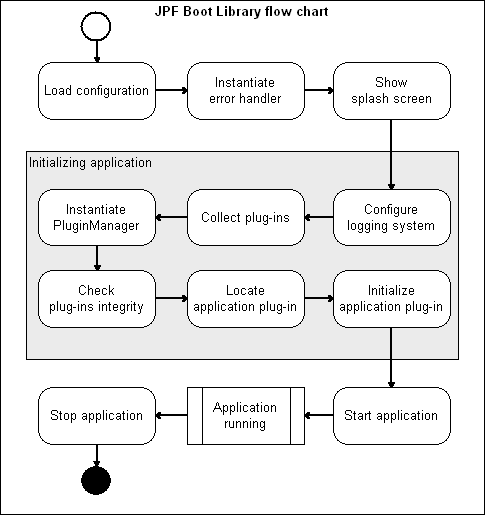 JPF Boot Library flow chart
Load configuration
Instantiate
error handler
Show
splash screen
Initializing application
Instantiate
PluginManager
Collect plug-ins
Configure
logging system
Check
plug-ins integrity
Locate
application plug-in
Initialize
application plug-in
Stop application
Application
running
Start application